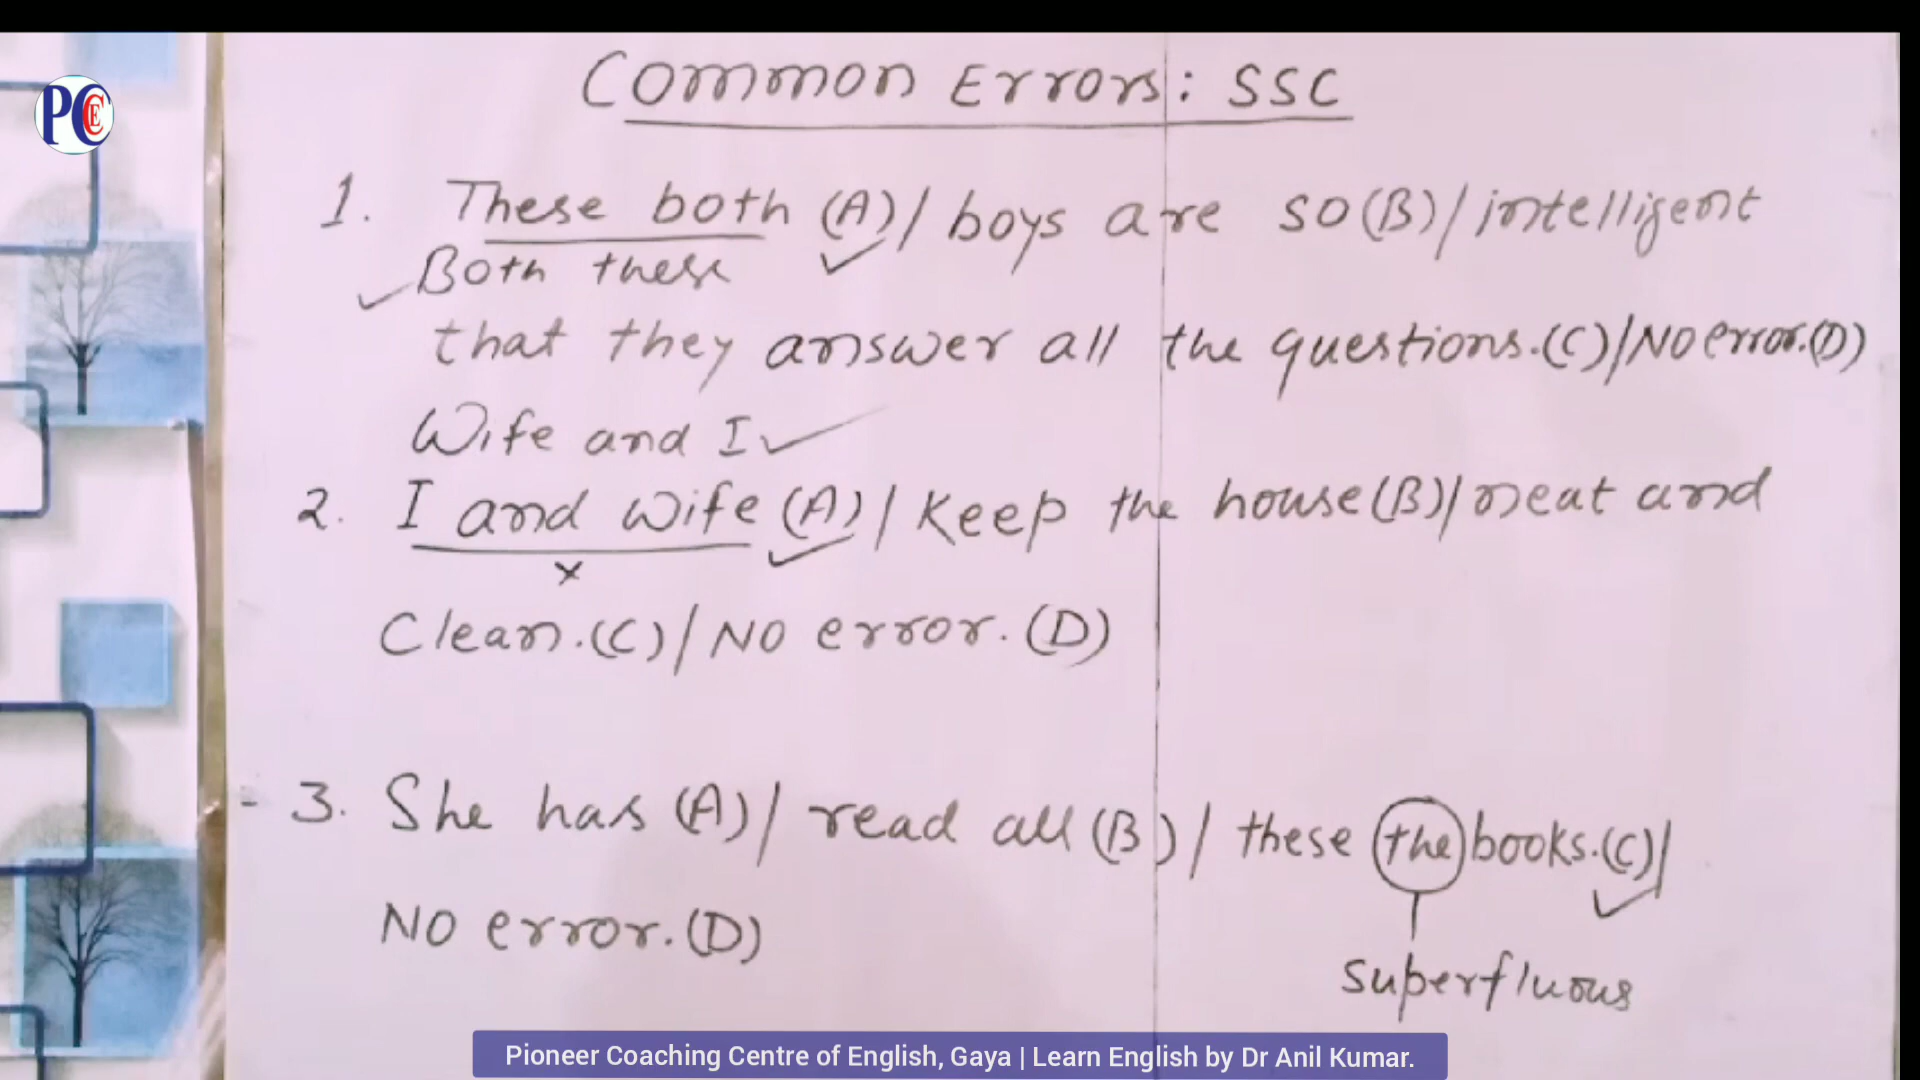 PCEC
Common Errors: SSC
1. These both (A)/ boys are so (B)/ intelligent
Both these
that they answer all the questions.(C)/ No error.(D)
Wife and I
2. I and wife (A)/ Keep the house (B)/ neat and
x
Clean.(C)/ No error. (D)
- 3. She has (A)/ read all (B)/ these the books.(C)/
No error.(D)
Superfluous
Pioneer Coaching Centre of English, Gaya | Learn English by Dr Anil Kumar.